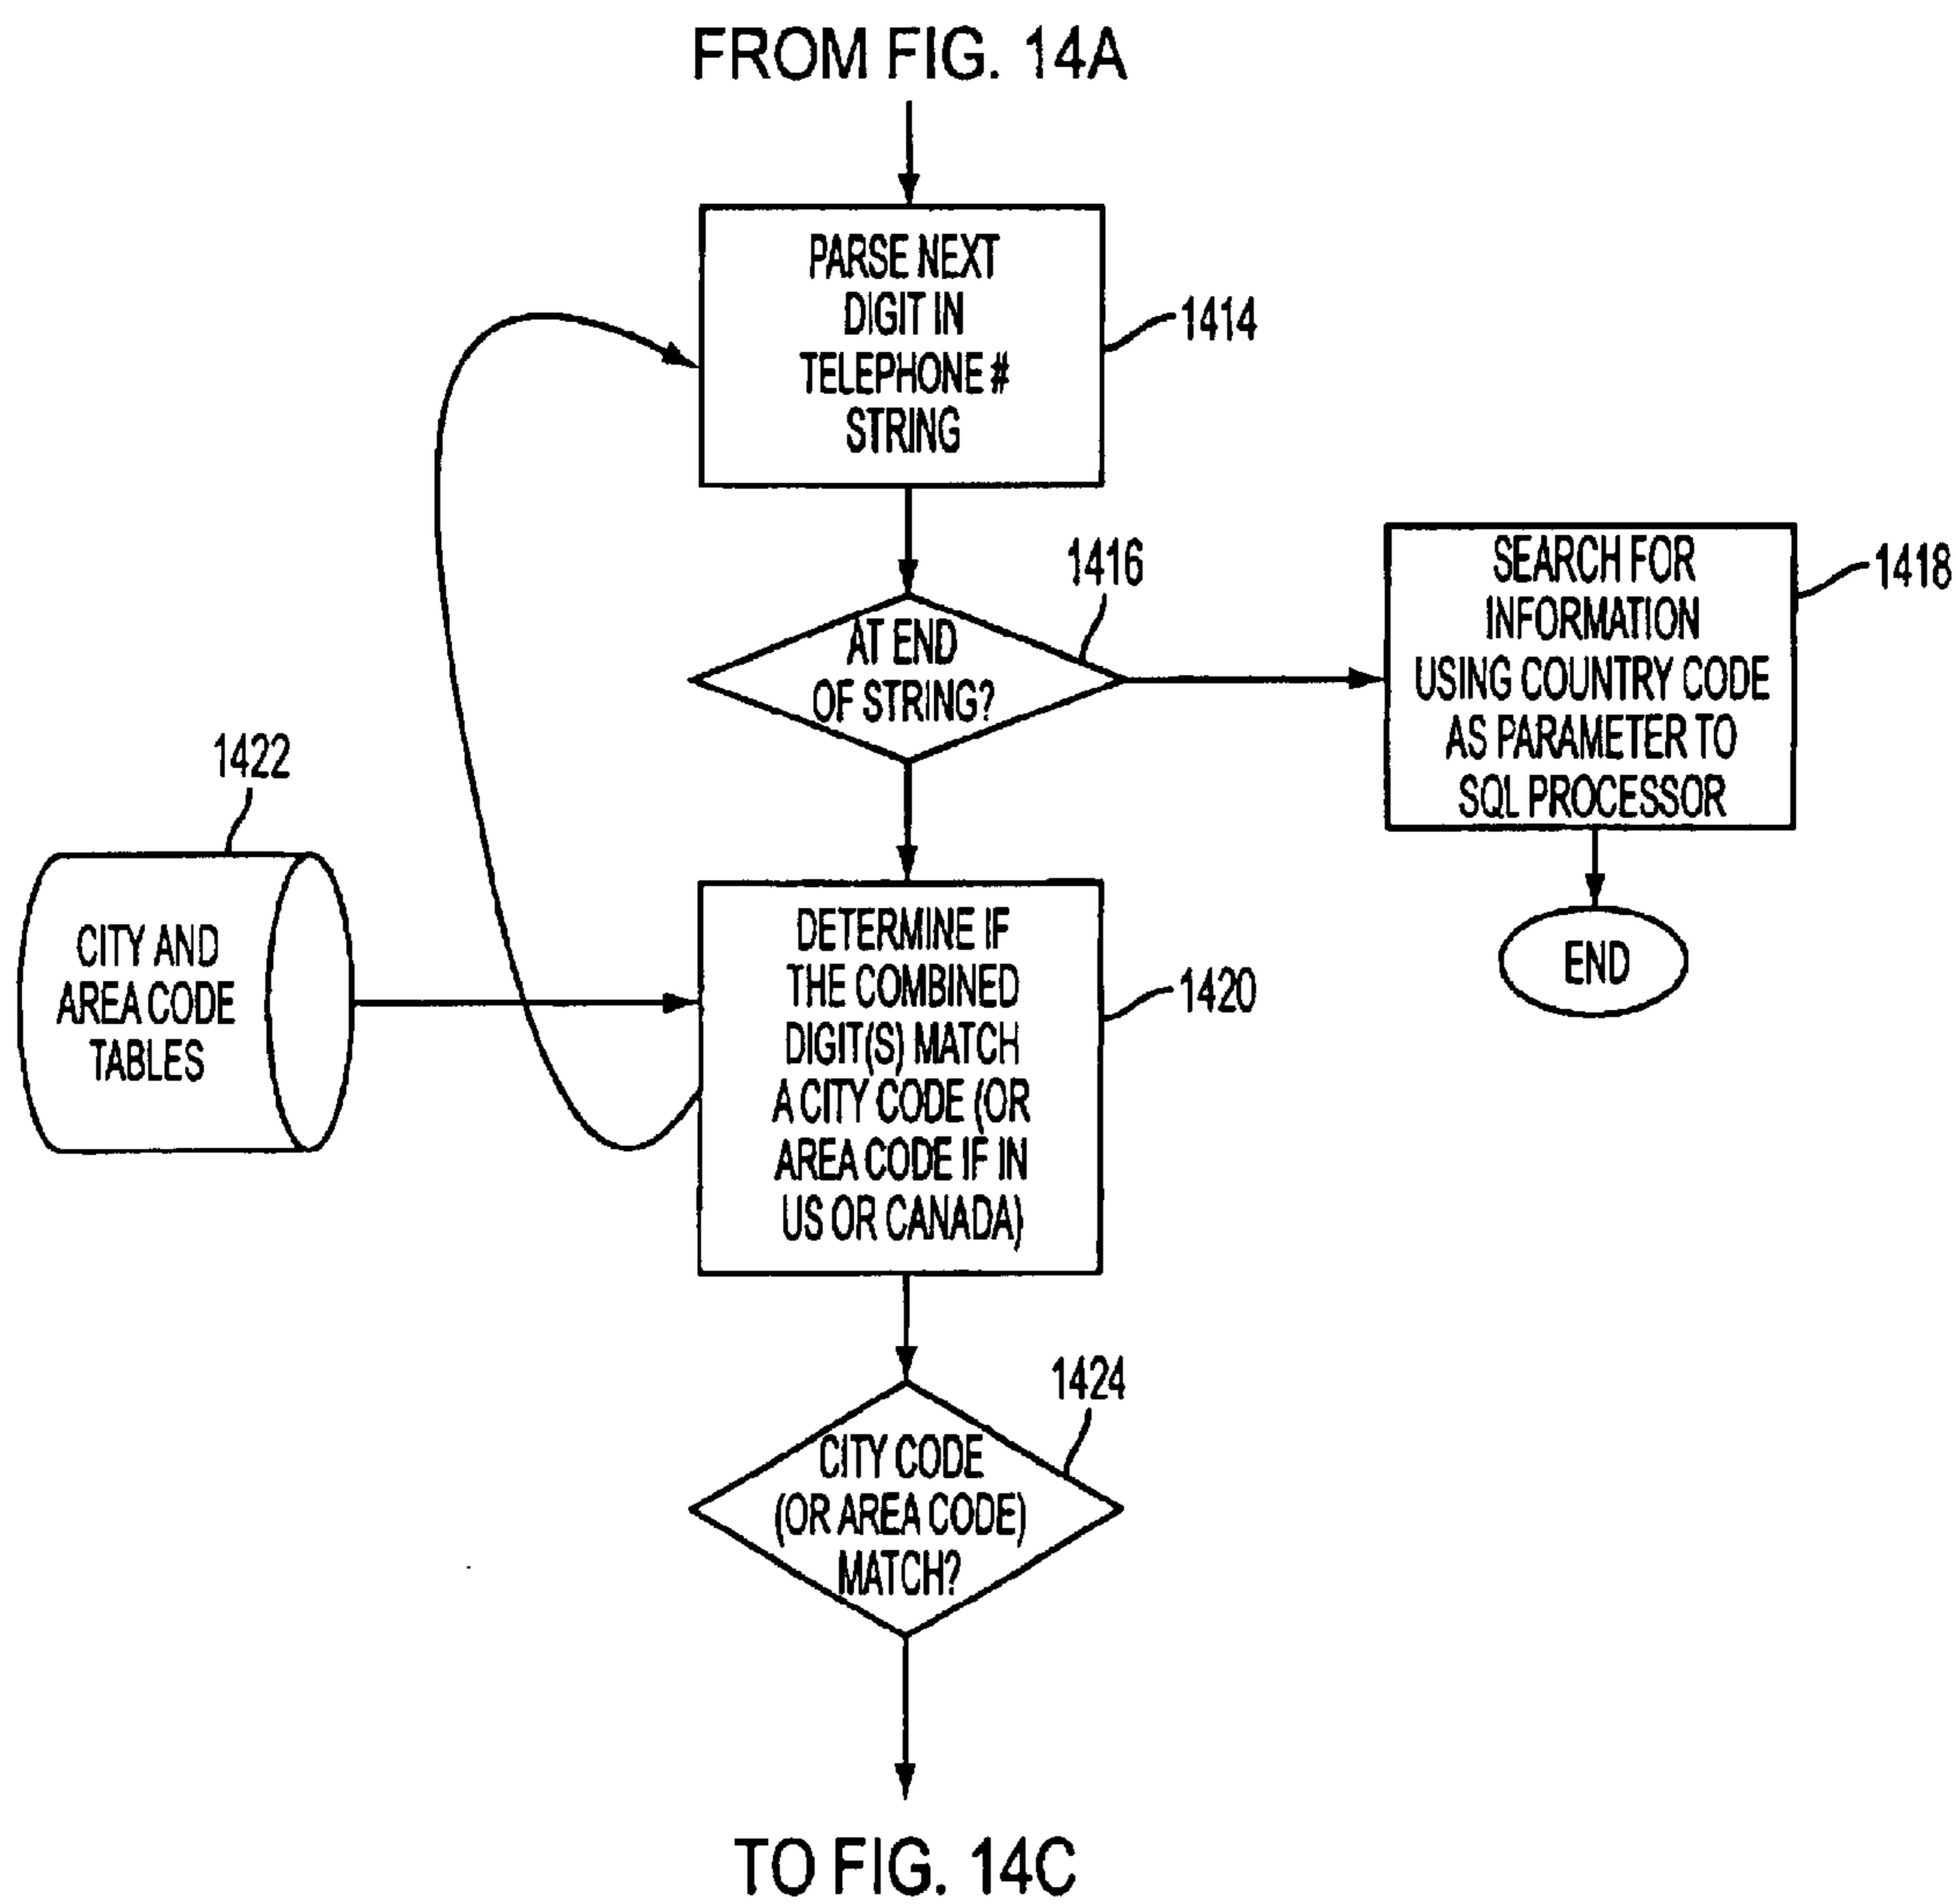 FROM FIG. 14A
PARSE NEXT
DIGIT IN
TELEPHONE #
STRING
1414
1416
AT END
OF STRING?
SEARCH FOR
INFORMATION
USING COUNTRY CODE
AS PARAMETER TO
SQL PROCESSOR
1418
END
1422
CITY AND
AREA CODE
TABLES
DETERMINE IF
THE COMBINED
DIGIT(S) MATCH
A CITY CODE (OR
AREA CODE IF IN
US OR CANADA)
1420
1424
CITY CODE
(OR AREA CODE)
MATCH?
TO FIG. 14C